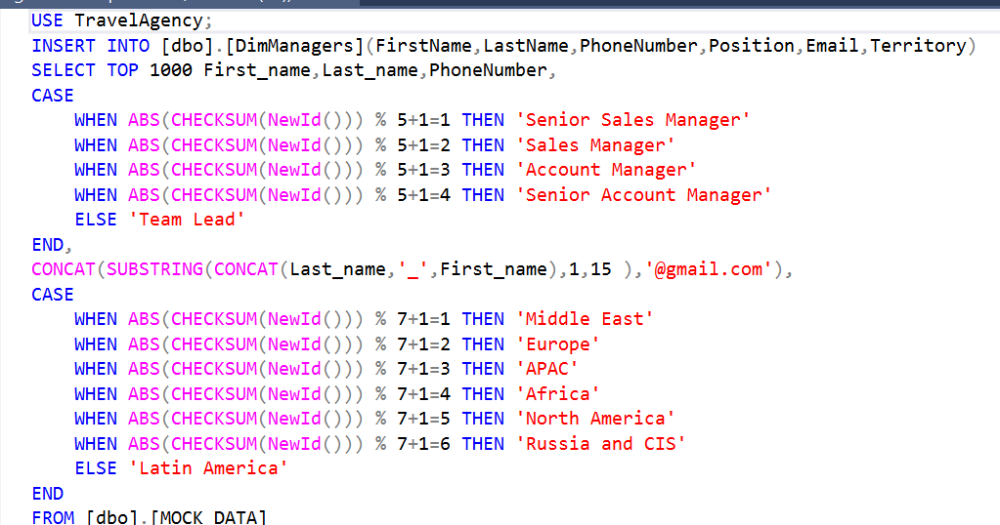 USE TravelAgency;
INSERT INTO [dbo].[DimManagers](FirstName,LastName,PhoneNumber,Position,Email,Territory)
SELECT TOP 1000 First_name,Last_name,PhoneNumber,
CASE
    WHEN ABS(CHECKSUM(NewId())) % 5+1=1 THEN 'Senior Sales Manager'
    WHEN ABS(CHECKSUM(NewId())) % 5+1=2 THEN 'Sales Manager'
    WHEN ABS(CHECKSUM(NewId())) % 5+1=3 THEN 'Account Manager'
    WHEN ABS(CHECKSUM(NewId())) % 5+1=4 THEN 'Senior Account Manager'
    ELSE 'Team Lead'
END,
CONCAT(SUBSTRING(CONCAT(Last_name,'_',First_name),1,15 ),'@gmail.com'),
CASE
    WHEN ABS(CHECKSUM(NewId())) % 7+1=1 THEN 'Middle East'
    WHEN ABS(CHECKSUM(NewId())) % 7+1=2 THEN 'Europe'
    WHEN ABS(CHECKSUM(NewId())) % 7+1=3 THEN 'APAC'
    WHEN ABS(CHECKSUM(NewId())) % 7+1=4 THEN 'Africa'
    WHEN ABS(CHECKSUM(NewId())) % 7+1=5 THEN 'North America'
    WHEN ABS(CHECKSUM(NewId())) % 7+1=6 THEN 'Russia and CIS'
    ELSE 'Latin America'
END
FROM [dbo].[MOCK_DATA]